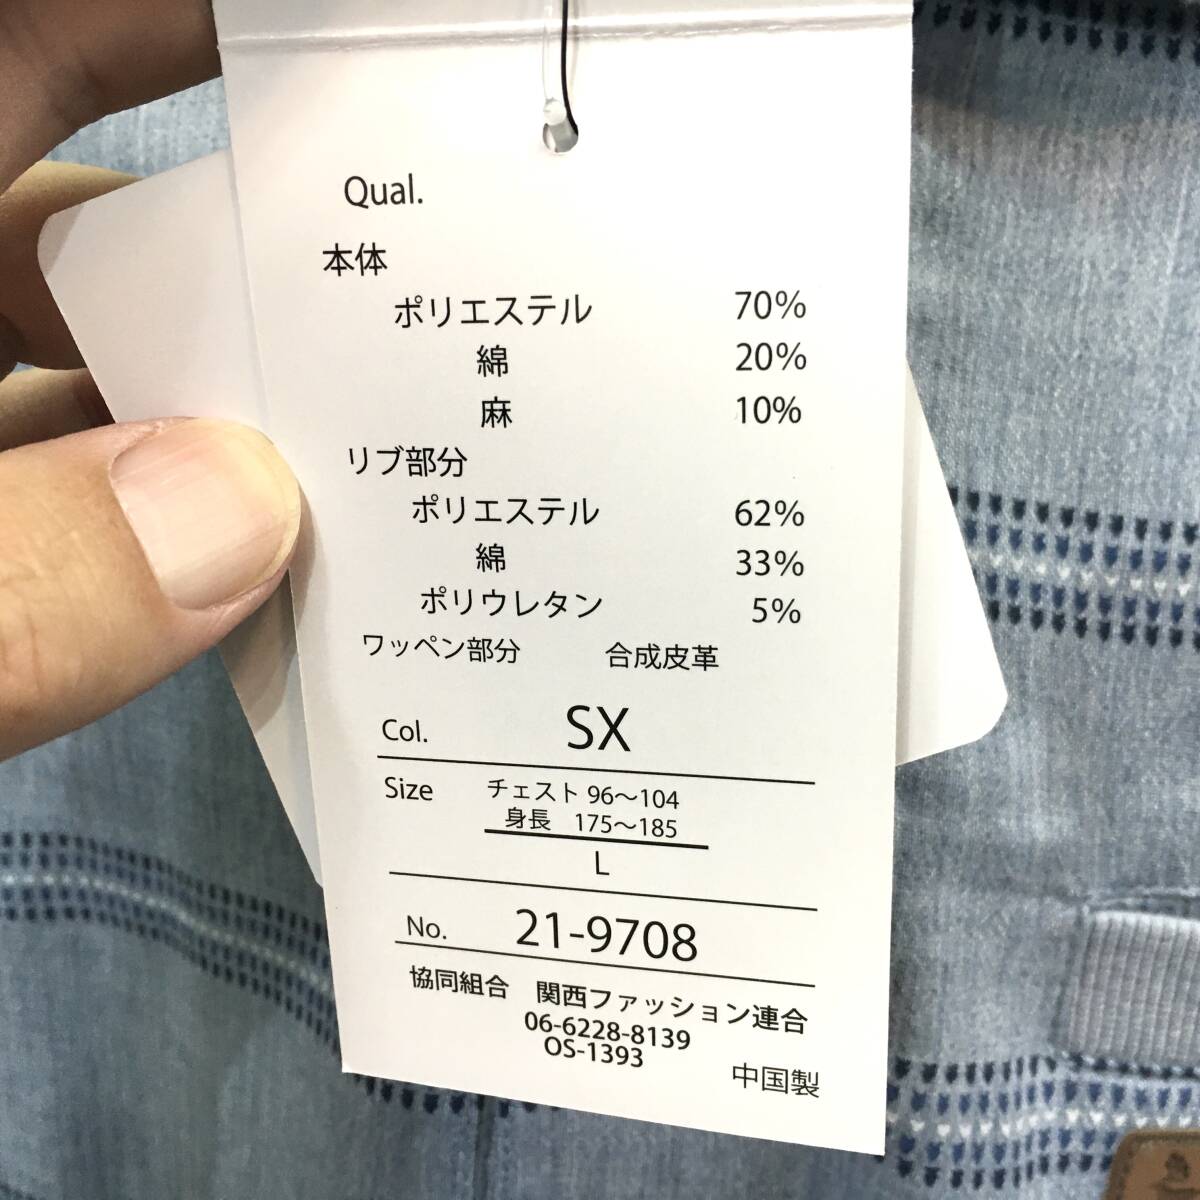 Qual.
本体
ポリエステル 70%
綿 20%
麻 10%
リブ部分
ポリエステル 62%
綿 33%
ポリウレタン 5%
ワッペン部分 合成皮革
Col. SX
Size チェスト 96〜104
身長 175〜185
L
No. 21-9708
協同組合 関西ファッション連合
06-6228-8139
OS-1393
中国製